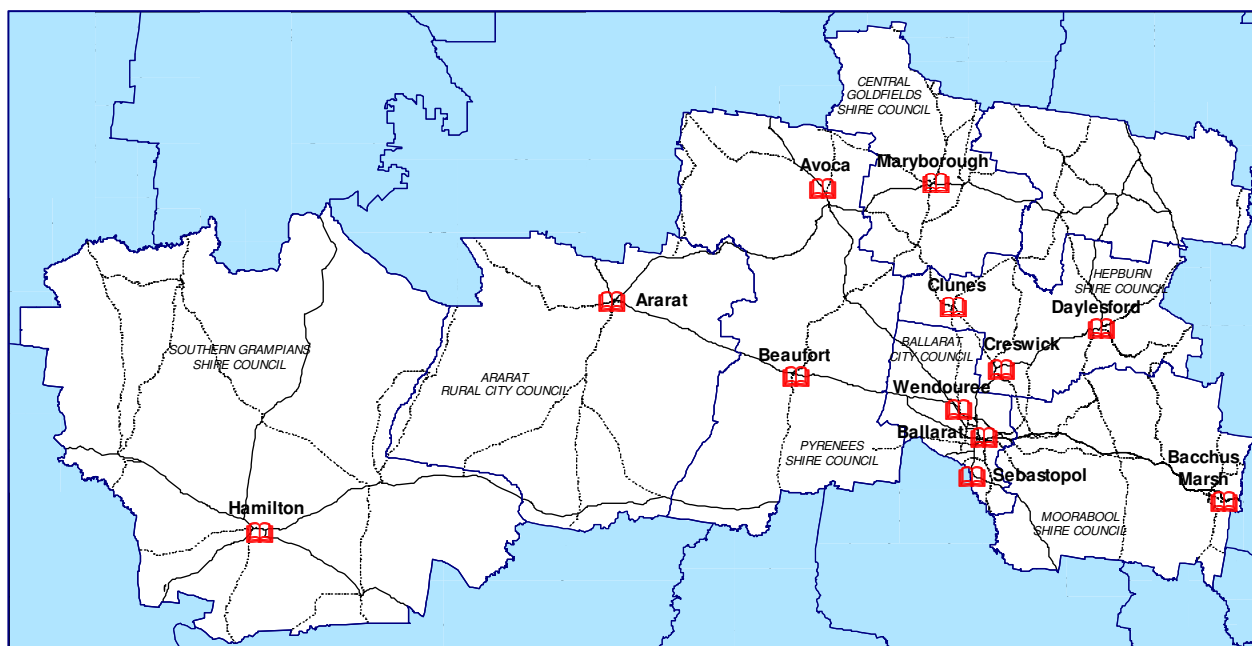 CENTRAL
GOLDFIELDS
SHIRE COUNCIL
Avoca
Maryborough
HEPBURN
SHIRE COUNCIL
Clunes
Daylesford
Ararat
SOUTHERN GRAMPIANS
SHIRE COUNCIL
BALLARAT
CITY COUNCIL
Creswick
Beaufort
ARARAT
RURAL CITY COUNCIL
Wendouree
Ballarat
PYRENEES
SHIRE COUNCIL
Bacchus
Marsh
Sebastopol
Hamilton
MOORABOOL
SHIRE COUNCIL